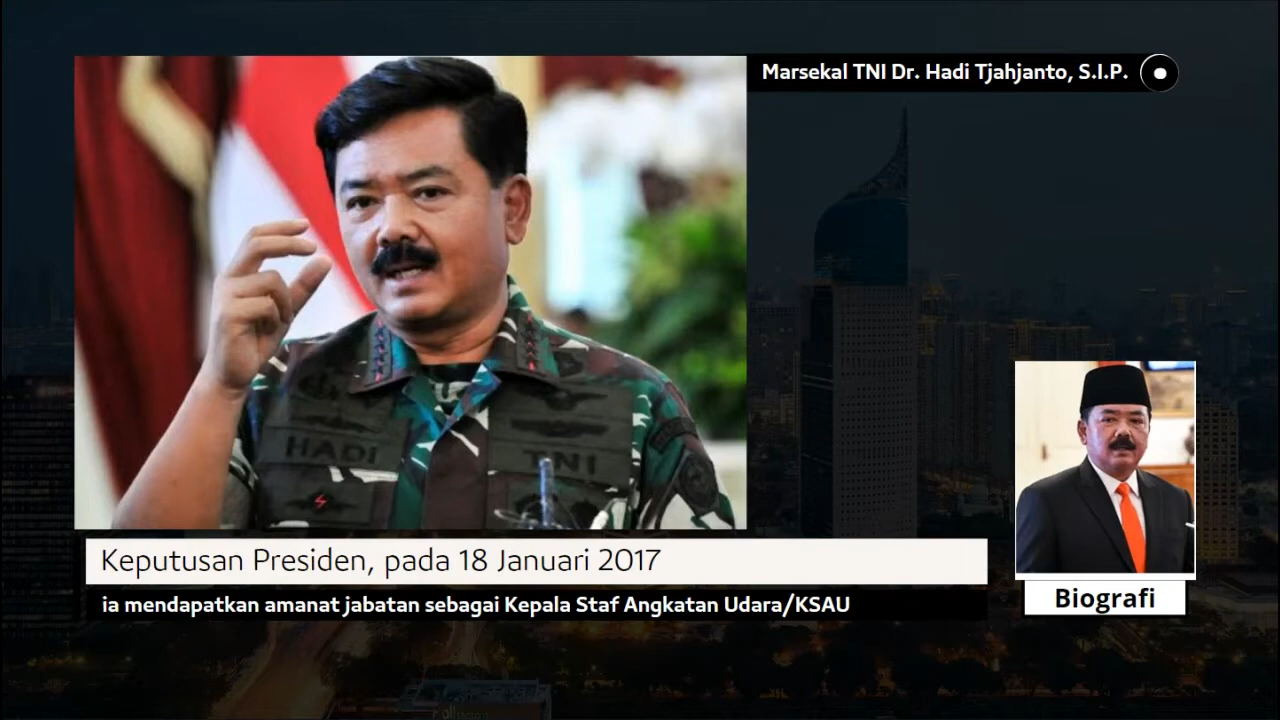 Marsekal TNI Dr. Hadi Tjahjanto, S.I.P.
HADI
TNI
Keputusan Presiden, pada 18 Januari 2017
ia mendapatkan amanat jabatan sebagai Kepala Staf Angkatan Udara/KSAU
Biografi